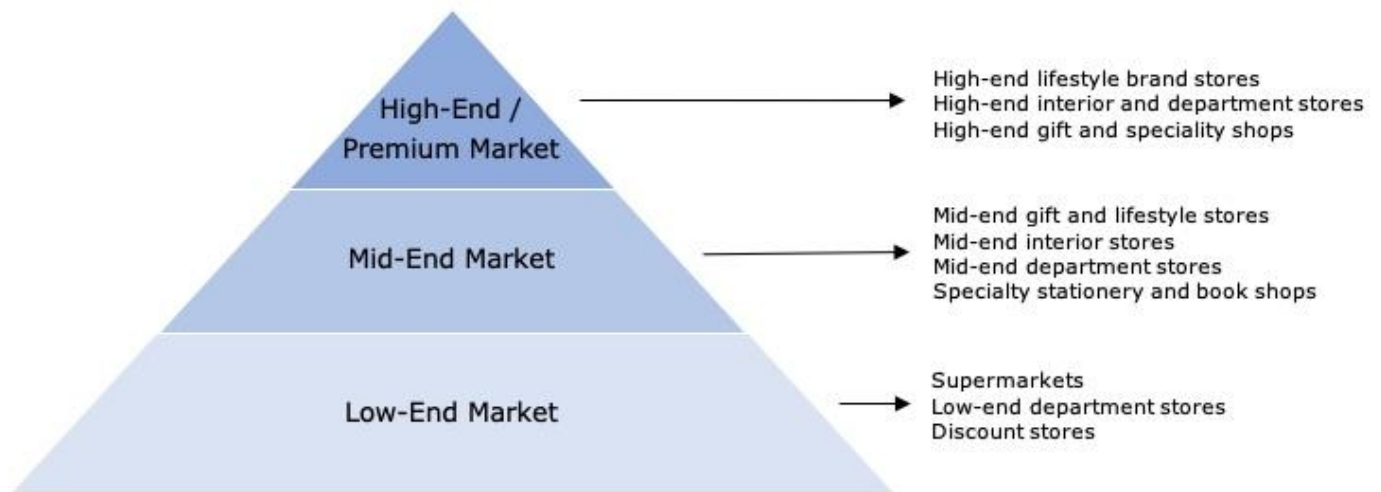 High-End /
Premium Market
High-end lifestyle brand stores
High-end interior and department stores
High-end gift and speciality shops
Mid-End Market
Mid-end gift and lifestyle stores
Mid-end interior stores
Mid-end department stores
Specialty stationery and book shops
Low-End Market
Supermarkets
Low-end department stores
Discount stores